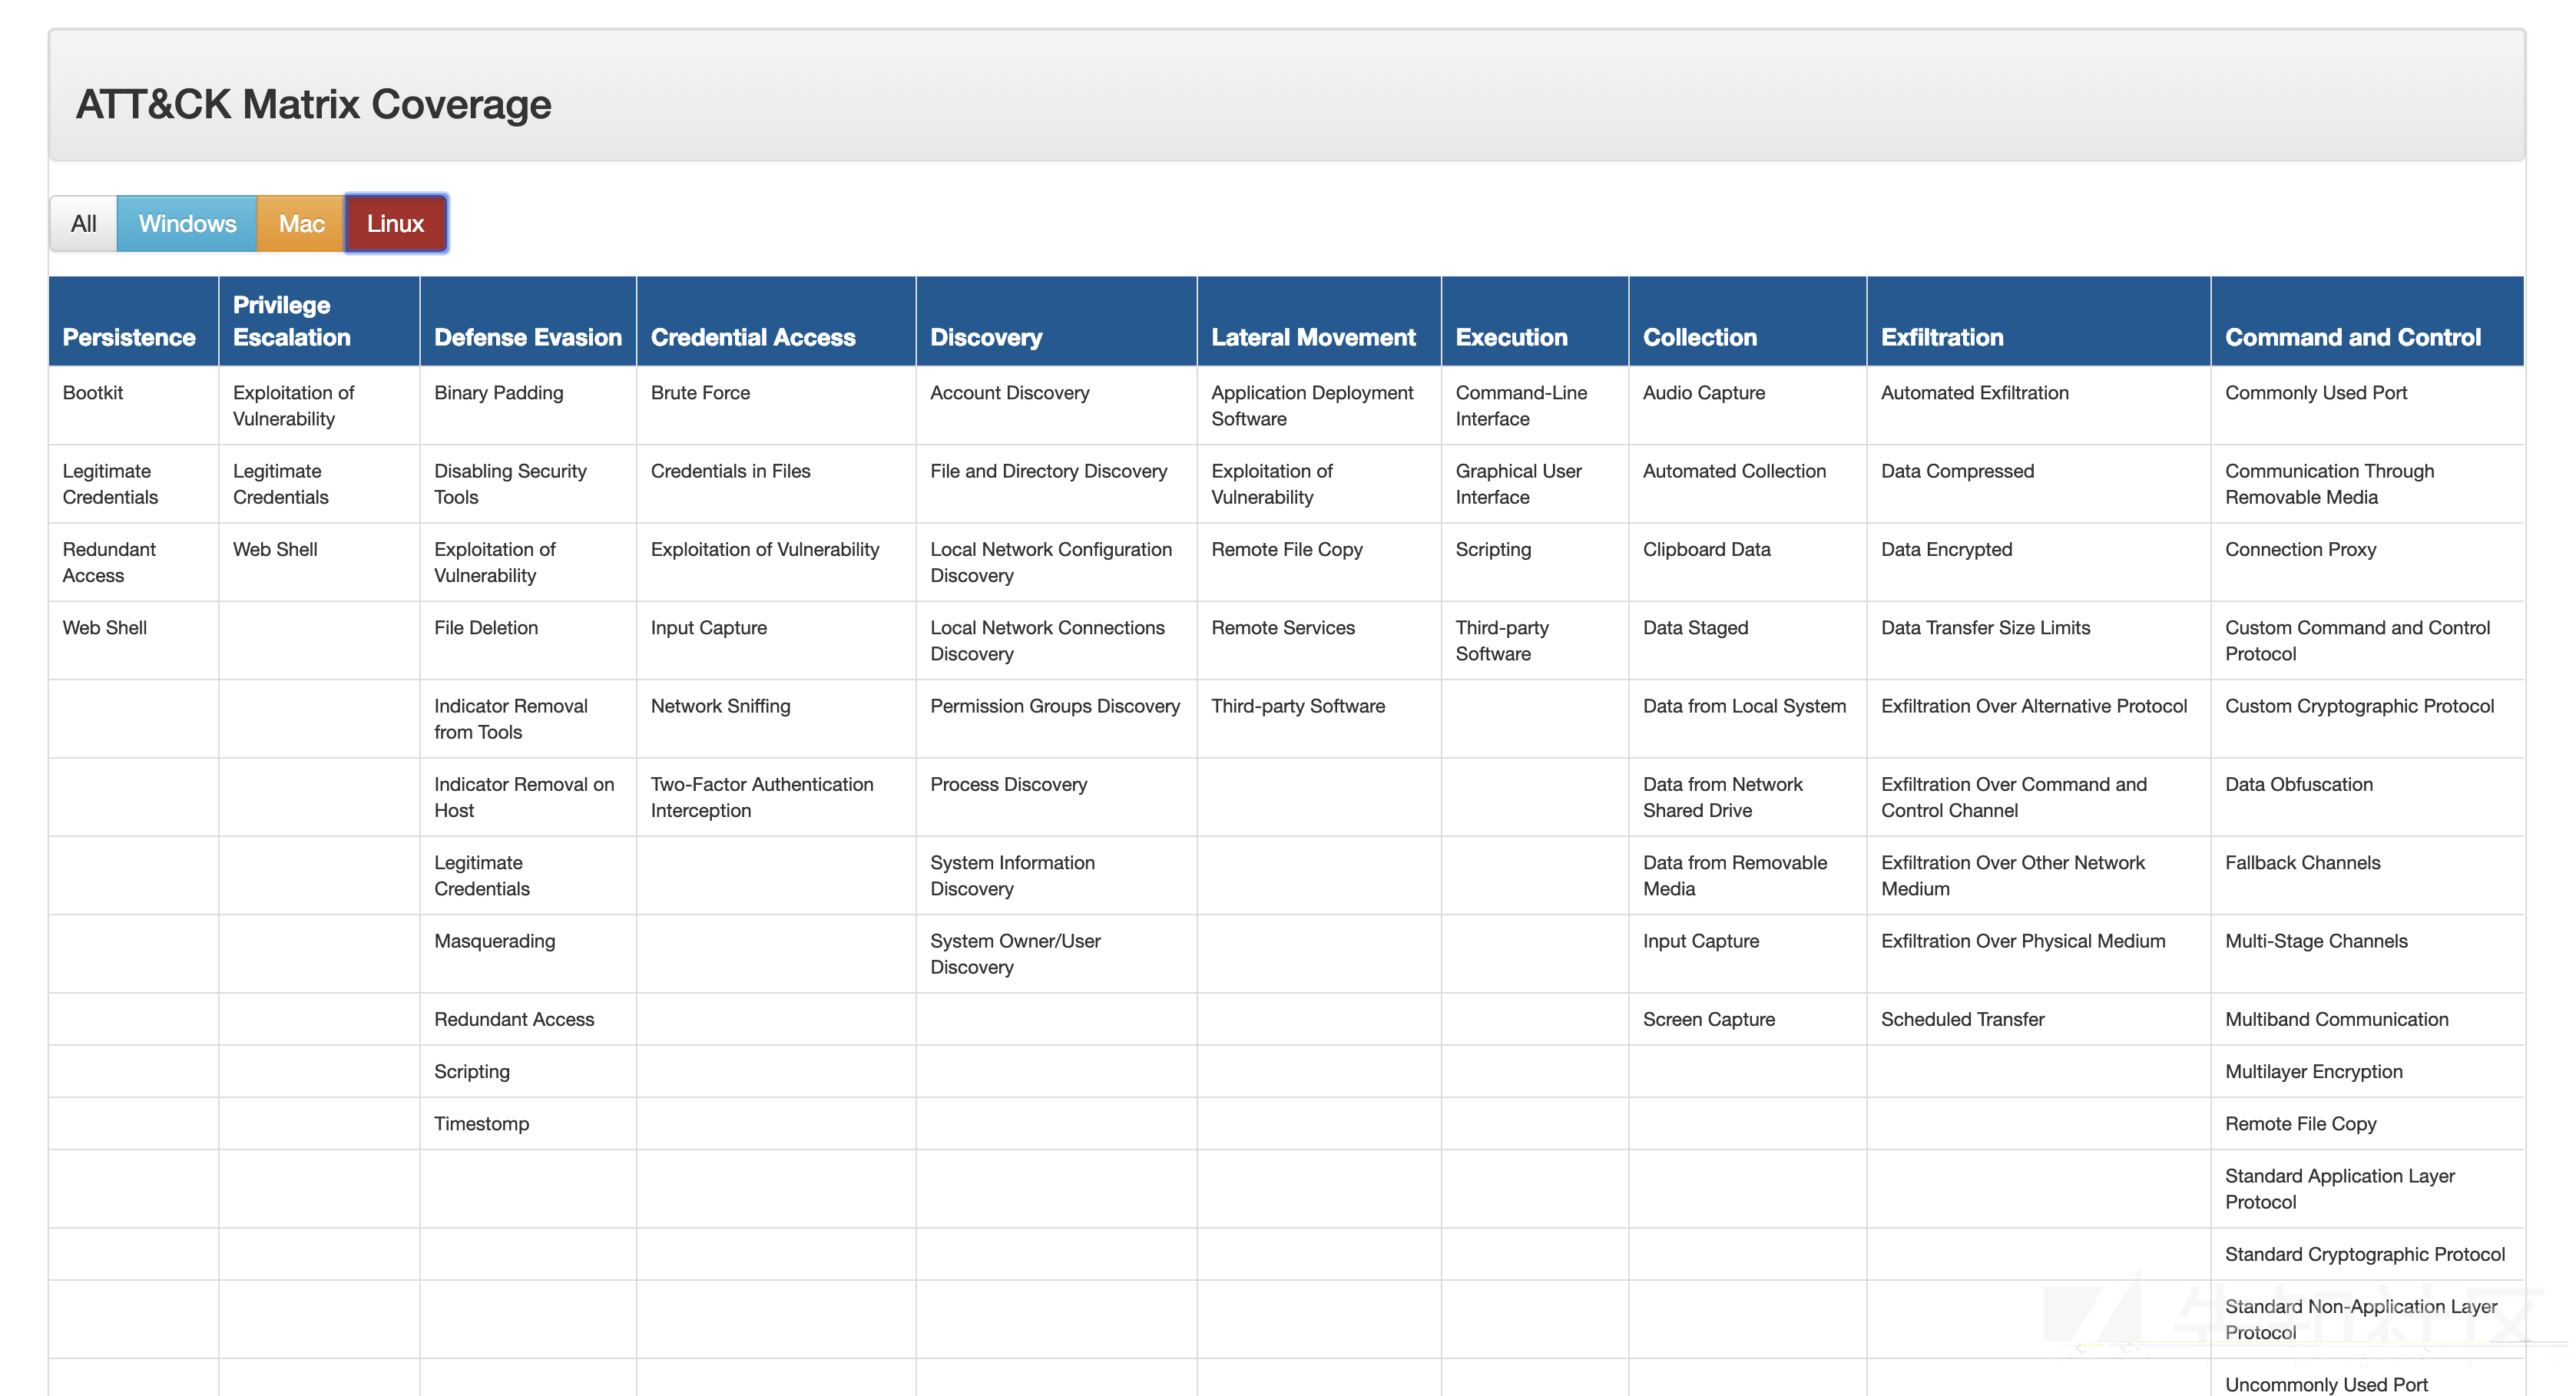 ATT&CK Matrix Coverage
All Windows Mac Linux
Persistence Privilege Escalation Defense Evasion Credential Access Discovery Lateral Movement Execution Collection Exfiltration Command and Control
Bootkit Exploitation of Vulnerability Binary Padding Brute Force Account Discovery Application Deployment Software Command-Line Interface Audio Capture Automated Exfiltration Commonly Used Port
Legitimate Credentials Legitimate Credentials Disabling Security Tools Credentials in Files File and Directory Discovery Exploitation of Vulnerability Graphical User Interface Automated Collection Data Compressed Communication Through Removable Media
Redundant Access Web Shell Exploitation of Vulnerability Exploitation of Vulnerability Local Network Configuration Discovery Remote File Copy Scripting Clipboard Data Data Encrypted Connection Proxy
Web Shell File Deletion Input Capture Local Network Connections Discovery Remote Services Third-party Software Data Staged Data Transfer Size Limits Custom Command and Control Protocol
Indicator Removal from Tools Network Sniffing Permission Groups Discovery Third-party Software Data from Local System Exfiltration Over Alternative Protocol Custom Cryptographic Protocol
Indicator Removal on Host Two-Factor Authentication Interception Process Discovery Data from Network Shared Drive Exfiltration Over Command and Control Channel Data Obfuscation
Legitimate Credentials System Information Discovery Data from Removable Media Exfiltration Over Other Network Medium Fallback Channels
Masquerading System Owner/User Discovery Input Capture Exfiltration Over Physical Medium Multi-Stage Channels
Redundant Access Screen Capture Scheduled Transfer Multiband Communication
Scripting Multilayer Encryption
Timestomp Remote File Copy
Standard Application Layer Protocol
Standard Cryptographic Protocol
Standard Non-Application Layer Protocol
Uncommonly Used Port
先知社区